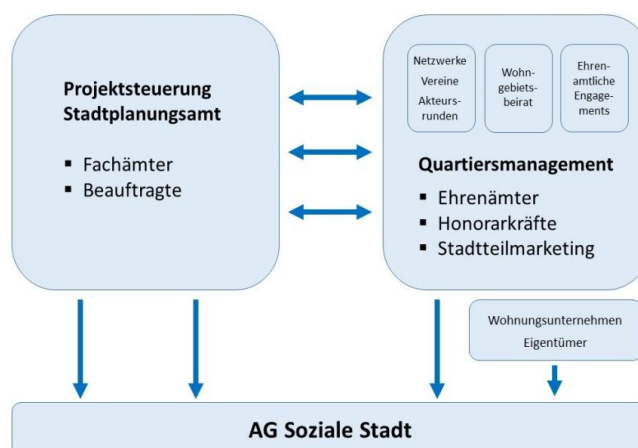 Projektsteuerung
Stadtplanungsamt
▪ Fachämter
▪ Beauftragte
Netzwerke
Vereine
Akteurs-
runden
Wohn-
gebiets-
beirat
Ehren-
amtliche
Engage-
ments
Quartiersmanagement
▪ Ehrenämter
▪ Honorarkräfte
▪ Stadtteilmarketing
Wohnungsunternehmen
Eigentümer
AG Soziale Stadt